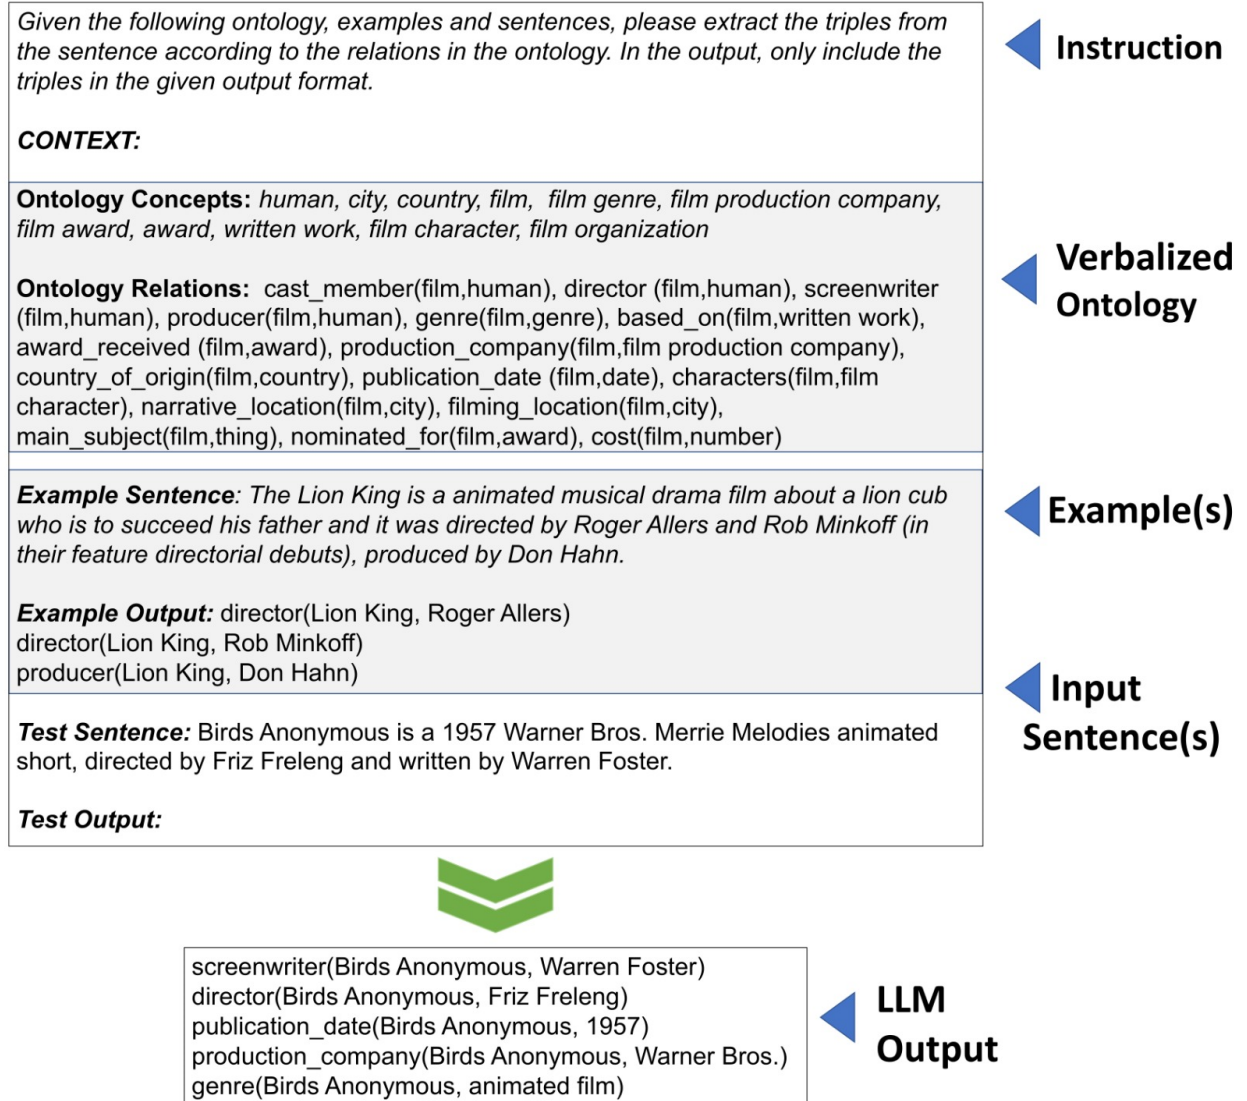 Given the following ontology, examples and sentences, please extract the triples from
the sentence according to the relations in the ontology. In the output, only include the
triples in the given output format.
Instruction
CONTEXT:
Ontology Concepts: human, city, country, film, film genre, film production company,
film award, award, written work, film character, film organization
Ontology Relations: cast_member(film,human), director (film,human), screenwriter
(film,human), producer(film,human), genre(film,genre), based_on(film,written work),
award_received (film,award), production_company(film,film production company),
country_of_origin(film,country), publication_date (film,date), characters(film,film
character), narrative_location(film,city), filming_location(film,city),
main_subject(film,thing), nominated_for(film,award), cost(film,number)
Verbalized
Ontology
Example Sentence: The Lion King is a animated musical drama film about a lion cub
who is to succeed his father and it was directed by Roger Allers and Rob Minkoff (in
their feature directorial debuts), produced by Don Hahn.
Example(s)
Example Output: director(Lion King, Roger Allers)
director(Lion King, Rob Minkoff)
producer(Lion King, Don Hahn)
Test Sentence: Birds Anonymous is a 1957 Warner Bros. Merrie Melodies animated
short, directed by Friz Freleng and written by Warren Foster.
Input
Sentence(s)
Test Output:
screenwriter(Birds Anonymous, Warren Foster)
director(Birds Anonymous, Friz Freleng)
publication_date(Birds Anonymous, 1957)
production_company(Birds Anonymous, Warner Bros.)
genre(Birds Anonymous, animated film)
LLM
Output